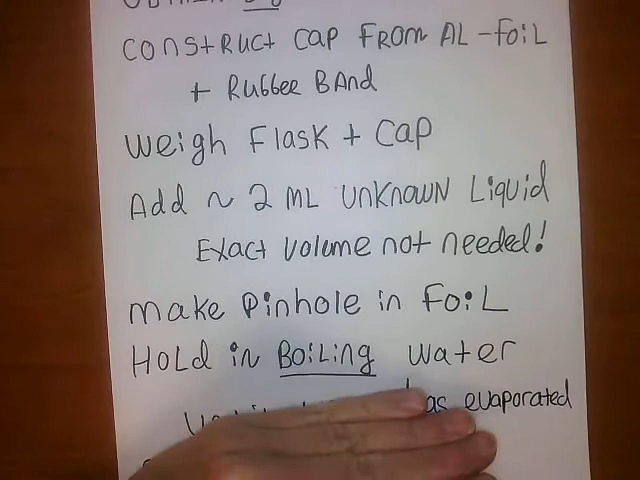 CONSTRUCT CAP FROM AL-FOIL
+ RUBBER BAND
WEIGH FLASK + CAP
ADD ~ 2 ML UNKNOWN LIQUID
EXACT VOLUME NOT NEEDED!
MAKE PINHOLE IN FOIL
HOLD IN BOILING WATER
has evaporated